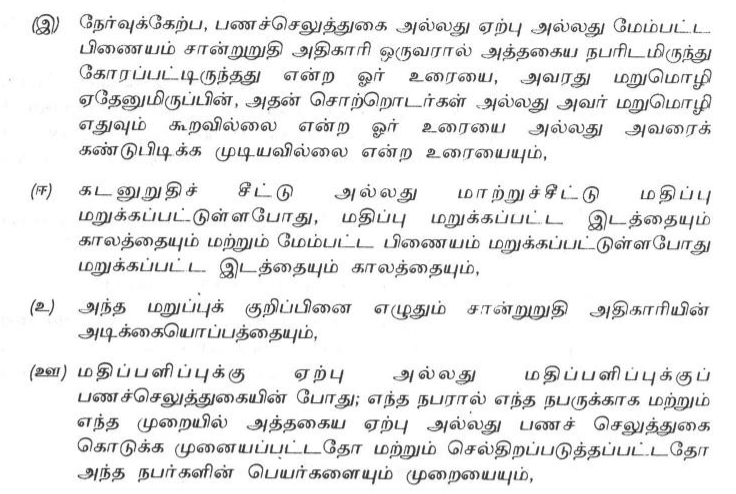 (இ) நேர்வுக்கேற்ப, பணச்செலுத்துகை அல்லது ஏற்பு அல்லது மேம்பட்ட
பிணையம் சான்றுறுதி அதிகாரி ஒருவரால் அத்தகைய நபரிடமிருந்து
கோரப்பட்டிருந்தது என்ற ஓர் உரையை, அவரது மறுமொழி
ஏதேனுமிருப்பின், அதன் சொற்றொடர்கள் அல்லது அவர் மறுமொழி
எதுவும் கூறவில்லை என்ற ஓர் உரையை அல்லது அவரைக்
கண்டுபிடிக்க முடியவில்லை என்ற உரையையும்,
(ஈ) கடனுறுதிச் சீட்டு அல்லது மாற்றுச்சீட்டு மதிப்பு
மறுக்கப்பட்டுள்ளபோது, மதிப்பு மறுக்கப்பட்ட இடத்தையும்
காலத்தையும் மற்றும் மேம்பட்ட பிணையம் மறுக்கப்பட்டுள்ளபோது
மறுக்கப்பட்ட இடத்தையும் காலத்தையும்,
(உ) அந்த மறுப்புக் குறிப்பினை எழுதும் சான்றுறுதி அதிகாரியின்
அடிக்கையொப்பத்தையும்,
(ஊ) மதிப்பளிப்புக்கு ஏற்பு அல்லது மதிப்பளிப்புக்குப்
பணச்செலுத்துகையின் போது; எந்த நபரால் எந்த நபருக்காக மற்றும்
எந்த முறையில் அத்தகைய ஏற்பு அல்லது பணச் செலுத்துகை
கொடுக்க முனையப்பட்டதோ மற்றும் செல்திறப்படுத்தப்பட்டதோ
அந்த நபர்களின் பெயர்களையும் முறையையும்,